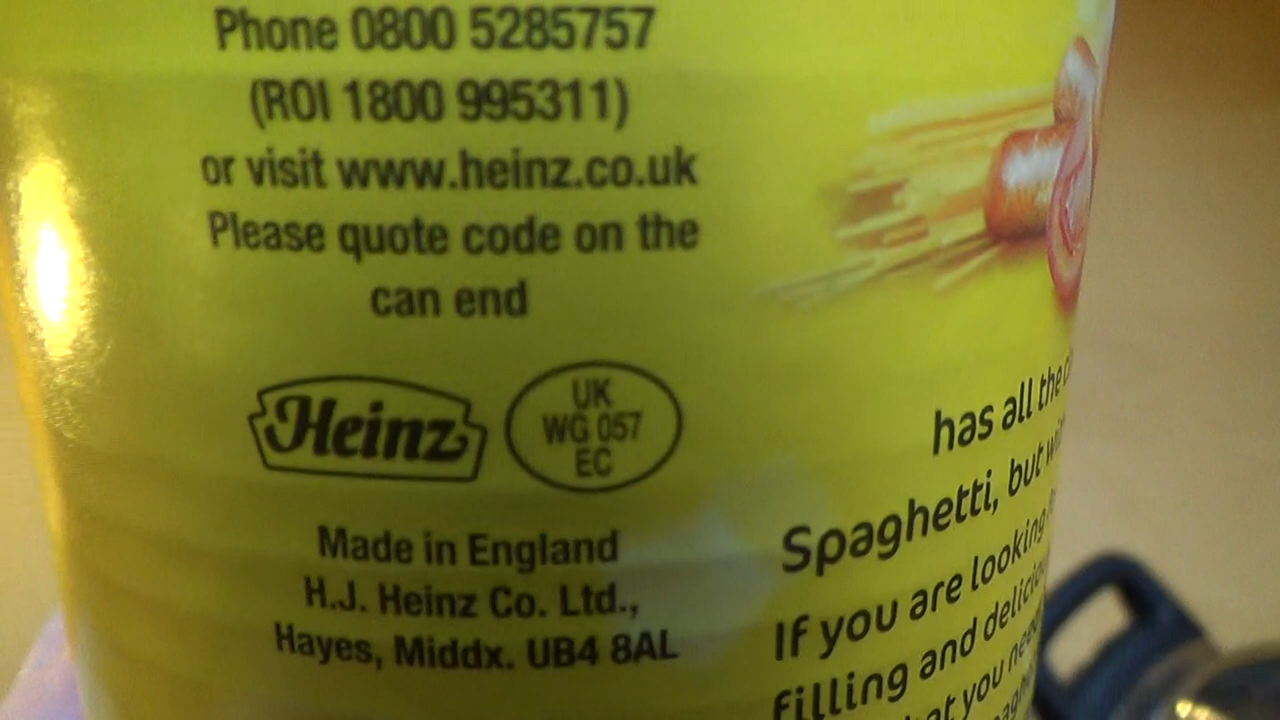 Phone 0800 5285757
(ROI 1800 995311)
or visit www.heinz.co.uk
Please quote code on the
can end
Heinz
UK
WG 057
EC
Made in England
H.J. Heinz Co. Ltd.,
Hayes, Middx. UB4 8AL
has all the
Spaghetti, but
If you are looking
filling and
you